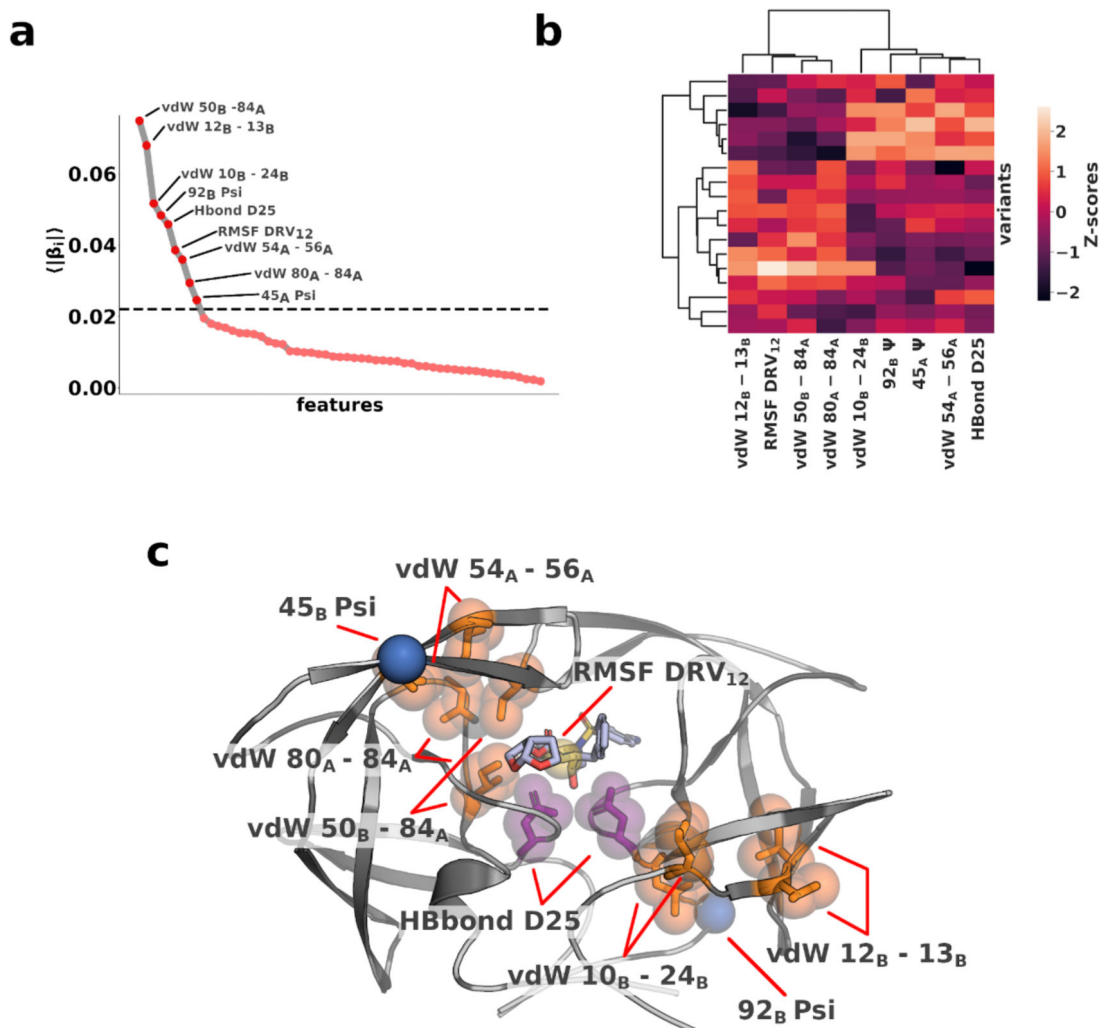 a
b
vdW 50B -84A
vdW 12B - 13B
vdW 10B - 24B
92B Psi
Hbond D25
RMSF DRV12
vdW 54A - 56A
vdW 80A - 84A
45A Psi
⟨|βi|⟩
0.06
0.04
0.02
0.00
features
variants
Z-scores
2
1
0
−1
−2
vdW 12B − 13B
RMSF DRV12
vdW 50B − 84A
vdW 80A − 84A
vdW 10B − 24B
92B Ψ
45A Ψ
vdW 54A − 56A
HBond D25
c
vdW 54A - 56A
45B Psi
RMSF DRV12
vdW 80A - 84A
vdW 50B - 84A
HBbond D25
vdW 10B - 24B
vdW 12B - 13B
92B Psi